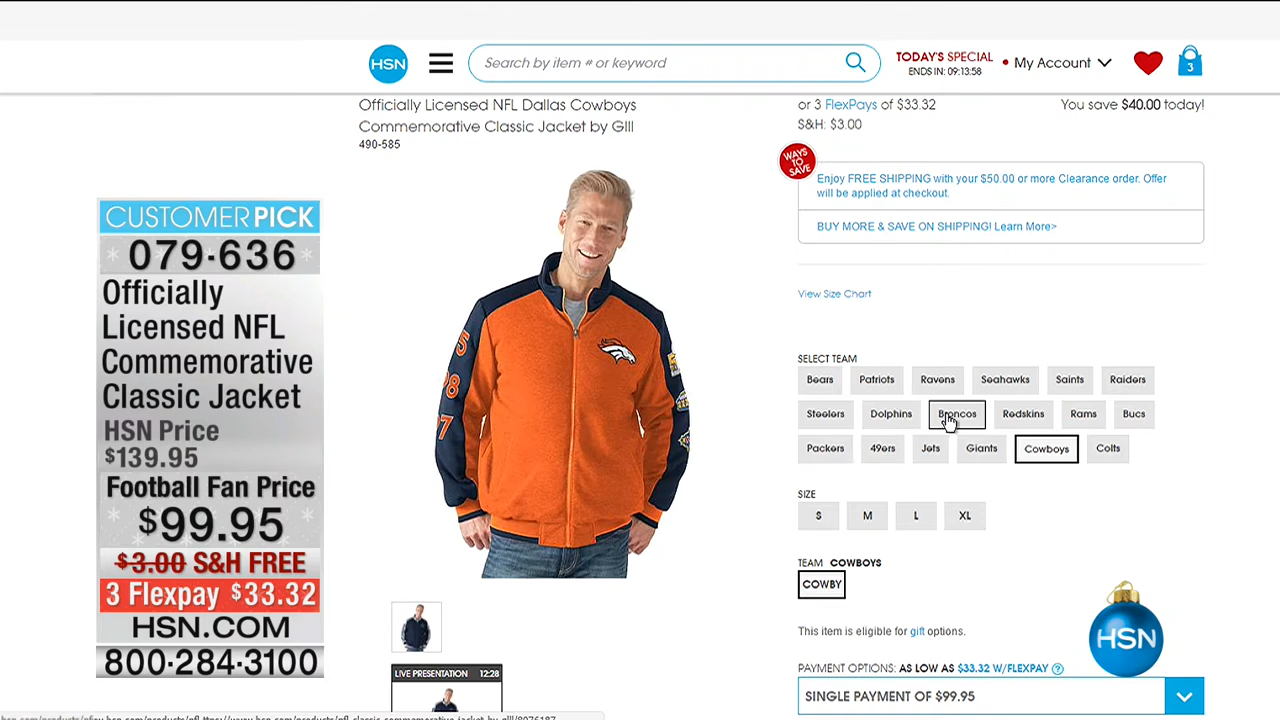 HSN
Search by item # or keyword
TODAY'S SPECIAL
ENDS IN: 09:13:58
My Account
3
Officially Licensed NFL Dallas Cowboys
Commemorative Classic Jacket by GIII
490-585
or 3 FlexPays of $33.32
You save $40.00 today!
S&H: $3.00
WAYS
TO
SAVE
Enjoy FREE SHIPPING with your $50.00 or more Clearance order. Offer
will be applied at checkout.
BUY MORE & SAVE ON SHIPPING! Learn More>
View Size Chart
CUSTOMER PICK
079-636
Officially
Licensed NFL
Commemorative
Classic Jacket
HSN Price
$139.95
Football Fan Price
$99.95
$3.00 S&H FREE
3 Flexpay $33.32
HSN.COM
800-284-3100
SELECT TEAM
Bears Patriots Ravens Seahawks Saints Raiders
Steelers Dolphins Broncos Redskins Rams Bucs
Packers 49ers Jets Giants Cowboys Colts
SIZE
S M L XL
TEAM COWBOYS
COWBY
This item is eligible for gift options.
HSN
PAYMENT OPTIONS: AS LOW AS $33.32 W/FLEXPAY ?
SINGLE PAYMENT OF $99.95
LIVE PRESENTATION 12:28